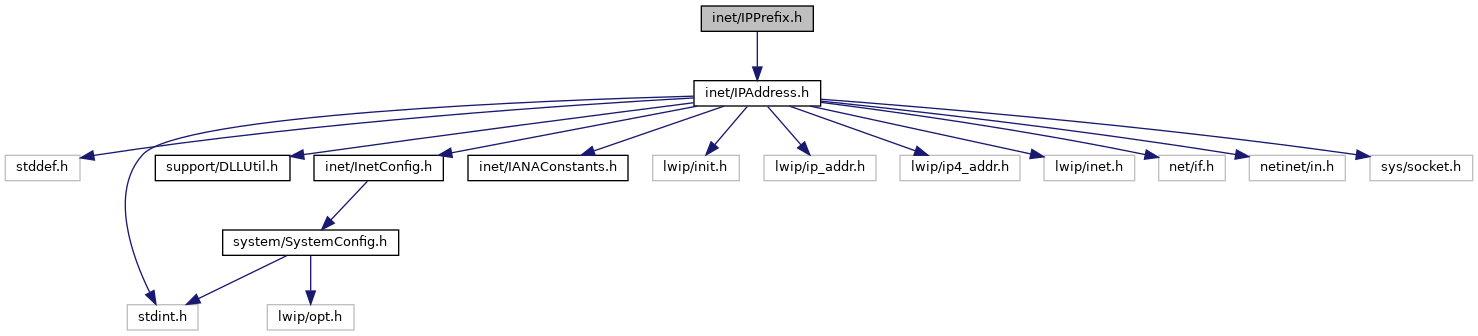 inet/IPPrefix.h
inet/IPAddress.h
stddef.h
support/DLLUtil.h
inet/InetConfig.h
inet/IANAConstants.h
lwip/init.h
lwip/ip_addr.h
lwip/ip4_addr.h
lwip/inet.h
net/if.h
netinet/in.h
sys/socket.h
system/SystemConfig.h
stdint.h
lwip/opt.h